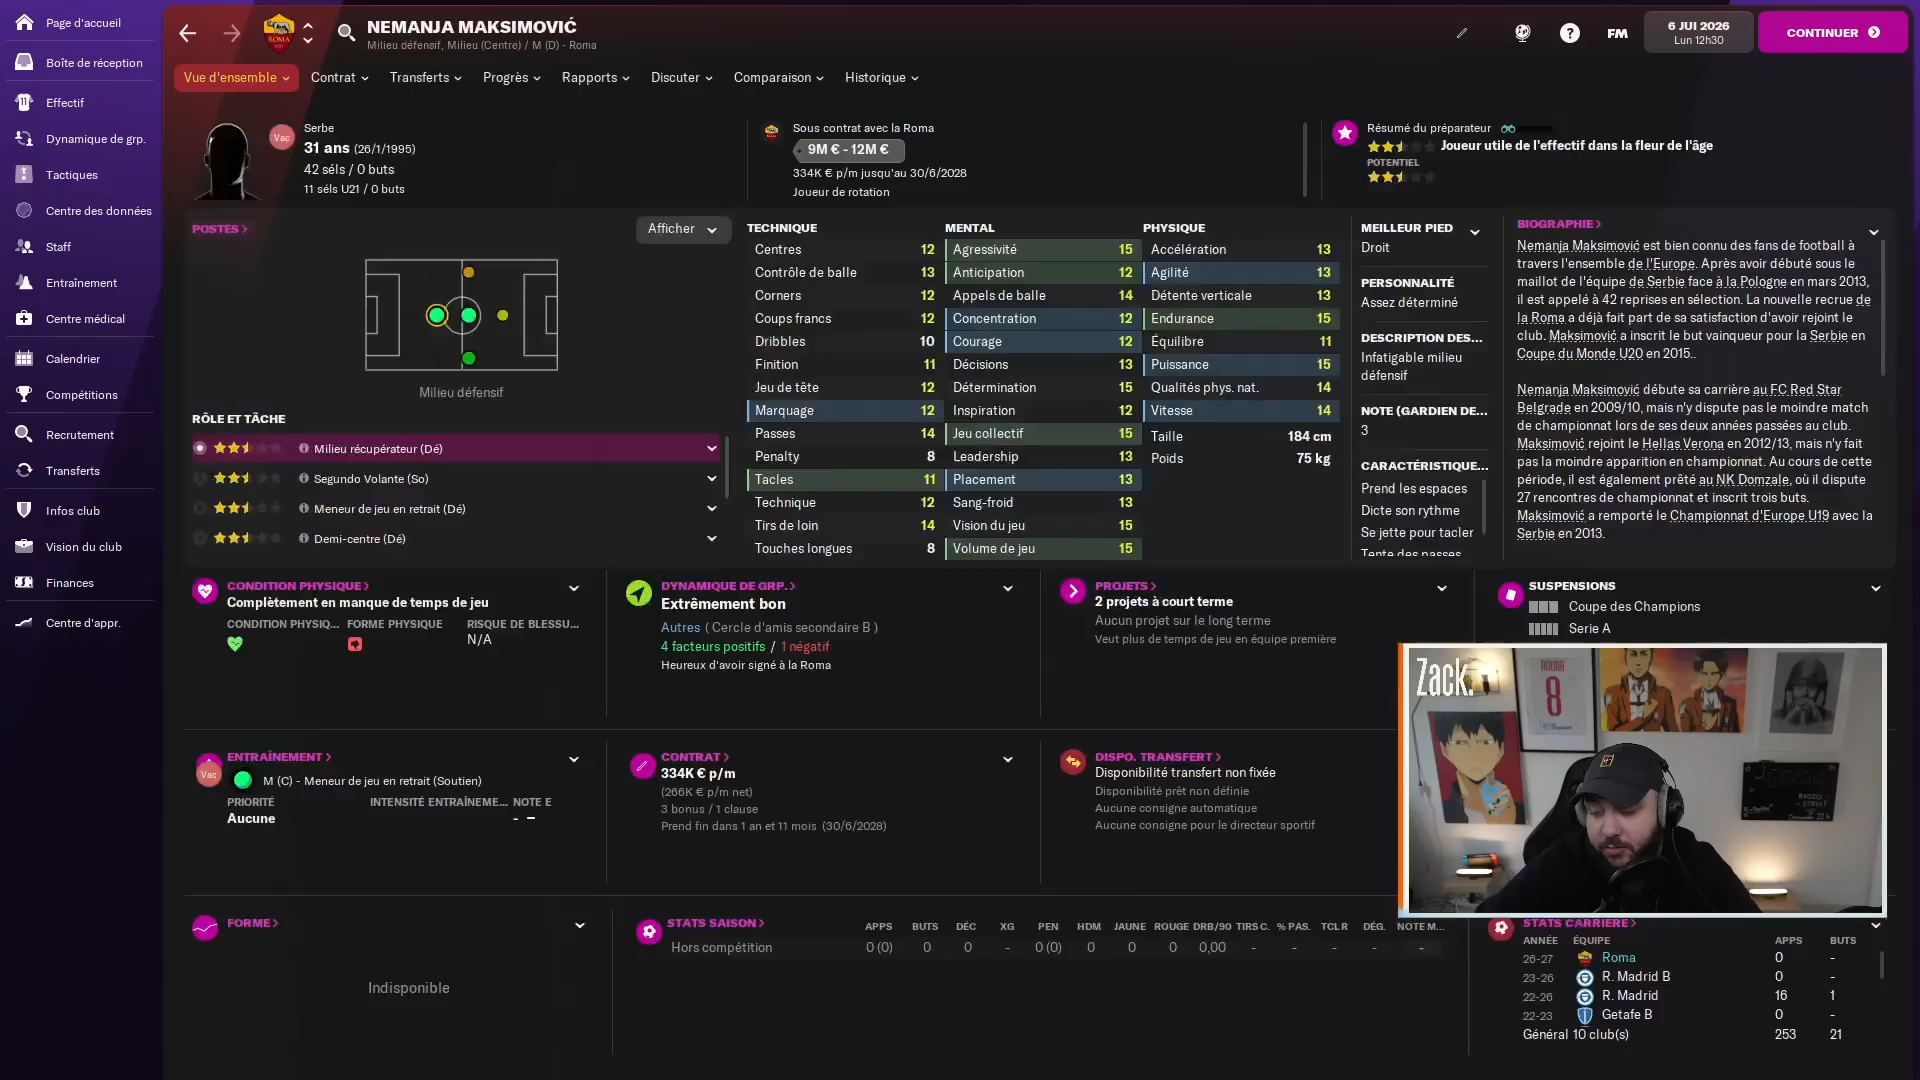 Page d'accueil
Boîte de réception
Effectif
Dynamique de grp.
Tactiques
Centre des données
Staff
Entraînement
Centre médical
Calendrier
Compétitions
Recrutement
Transferts
Infos club
Vision du club
Finances
Centre d'appr.
NEMANJA MAKSIMOVIĆ
Milieu défensif, Milieu (Centre) / M (D) - Roma
FM
6 JUI 2026
Lun 12h30
CONTINUER
Vue d'ensemble
Contrat
Transferts
Progrès
Rapports
Discuter
Comparaison
Historique
Vac
Serbe
31 ans (26/1/1995)
42 séls / 0 buts
11 séls U21 / 0 buts
Sous contrat avec la Roma
9M € - 12M €
334K € p/m jusqu'au 30/6/2028
Joueur de rotation
Résumé du préparateur
Joueur utile de l'effectif dans la fleur de l'âge
POTENTIEL
POSTES >
Afficher
Milieu défensif
RÔLE ET TÂCHE
Milieu récupérateur (Dé)
Segundo Volante (So)
Meneur de jeu en retrait (Dé)
Demi-centre (Dé)
TECHNIQUE
Centres 12
Contrôle de balle 13
Corners 12
Coups francs 12
Dribbles 10
Finition 11
Jeu de tête 12
Marquage 12
Passes 14
Penalty 8
Tacles 11
Technique 12
Tirs de loin 14
Touches longues 8
MENTAL
Agressivité 15
Anticipation 12
Appels de balle 14
Concentration 12
Courage 12
Décisions 13
Détermination 15
Inspiration 12
Jeu collectif 15
Leadership 13
Placement 13
Sang-froid 13
Vision du jeu 15
Volume de jeu 15
PHYSIQUE
Accélération 13
Agilité 13
Détente verticale 13
Endurance 15
Équilibre 11
Puissance 15
Qualités phys. nat. 14
Vitesse 14
Taille 184 cm
Poids 75 kg
MEILLEUR PIED
Droit
PERSONNALITÉ
Assez déterminé
DESCRIPTION DES...
Infatigable milieu
défensif
NOTE (GARDIEN DE...
3
CARACTÉRISTIQUE...
Prend les espaces
Dicte son rythme
Se jette pour tacler
Tente des passes
BIOGRAPHIE >
Nemanja Maksimović est bien connu des fans de football à
travers l'ensemble de l'Europe. Après avoir débuté sous le
maillot de l'équipe de Serbie face à la Pologne en mars 2013,
il est appelé à 42 reprises en sélection. La nouvelle recrue de
la Roma a déjà fait part de sa satisfaction d'avoir rejoint le
club. Maksimović a inscrit le but vainqueur pour la Serbie en
Coupe du Monde U20 en 2015..
Nemanja Maksimović débute sa carrière au FC Red Star
Belgrade en 2009/10, mais n'y dispute pas le moindre match
de championnat lors de ses deux années passées au club.
Maksimović rejoint le Hellas Verona en 2012/13, mais n'y fait
pas la moindre apparition en championnat. Au cours de cette
période, il est également prêté au NK Domzale, où il dispute
27 rencontres de championnat et inscrit trois buts.
Maksimović a remporté le Championnat d'Europe U19 avec la
Serbie en 2013.
CONDITION PHYSIQUE >
Complètement en manque de temps de jeu
CONDITION PHYSIQ... FORME PHYSIQUE RISQUE DE BLESSU...
N/A
DYNAMIQUE DE GRP. >
Extrêmement bon
Autres ( Cercle d'amis secondaire B )
4 facteurs positifs / 1 négatif
Heureux d'avoir signé à la Roma
PROJETS >
2 projets à court terme
Aucun projet sur le long terme
Veut plus de temps de jeu en équipe première
SUSPENSIONS
Coupe des Champions
Serie A
Zack.
8
ENTRAÎNEMENT >
Vac
M (C) - Meneur de jeu en retrait (Soutien)
PRIORITÉ INTENSITÉ ENTRAÎNEME... NOTE E
Aucune - –
CONTRAT >
334K € p/m
(266K € p/m net)
3 bonus / 1 clause
Prend fin dans 1 an et 11 mois (30/6/2028)
DISPO. TRANSFERT >
Disponibilité transfert non fixée
Disponibilité prêt non définie
Aucune consigne automatique
Aucune consigne pour le directeur sportif
FORME >
Indisponible
STATS SAISON > APPS BUTS DÉC XG PEN HDM JAUNE ROUGE DRB/90 TIRS C. % PAS. TCL R DÉG. NOTE M...
Hors compétition 0 (0) 0 0 - 0 (0) 0 0 0 0,00 - - - - -
STATS CARRIÈRE >
ANNÉE ÉQUIPE APPS BUTS
26-27 Roma 0 -
23-26 R. Madrid B 0 -
22-26 R. Madrid 16 1
22-23 Getafe B 0 -
Général 10 club(s) 253 21